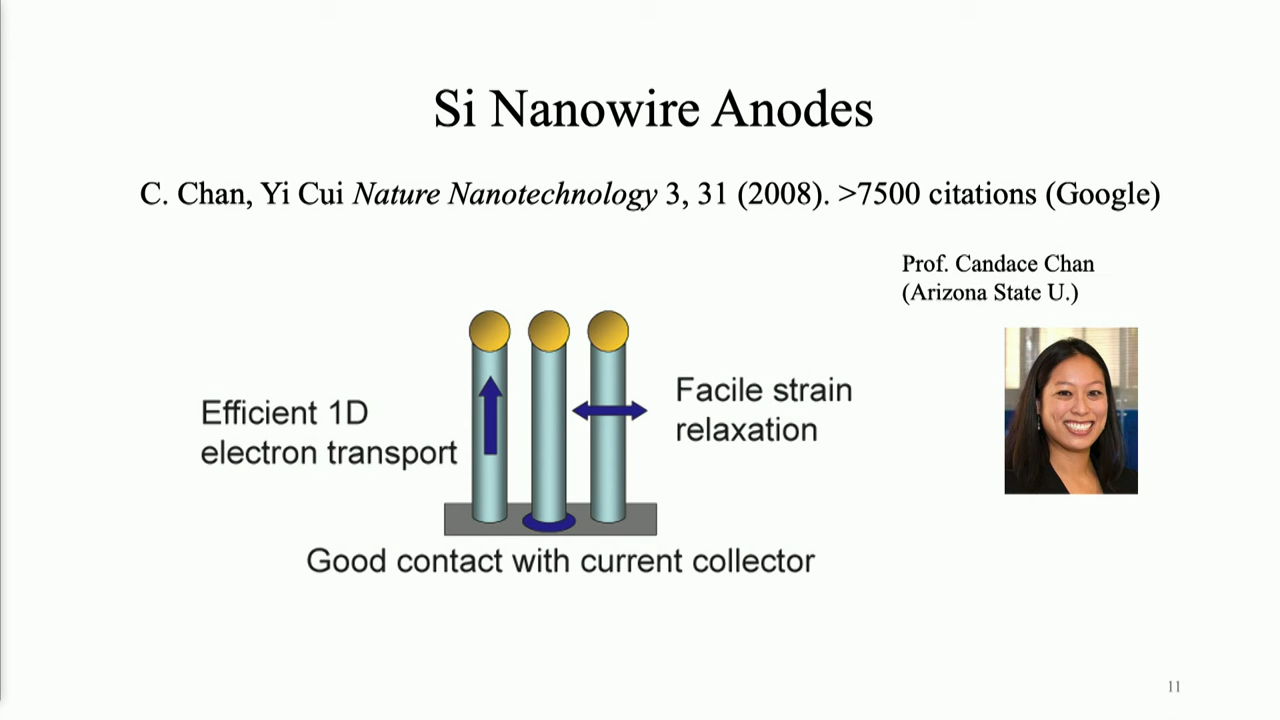 Si Nanowire Anodes
C. Chan, Yi Cui Nature Nanotechnology 3, 31 (2008). >7500 citations (Google)
Prof. Candace Chan
(Arizona State U.)
Efficient 1D
electron transport
Facile strain
relaxation
Good contact with current collector
11